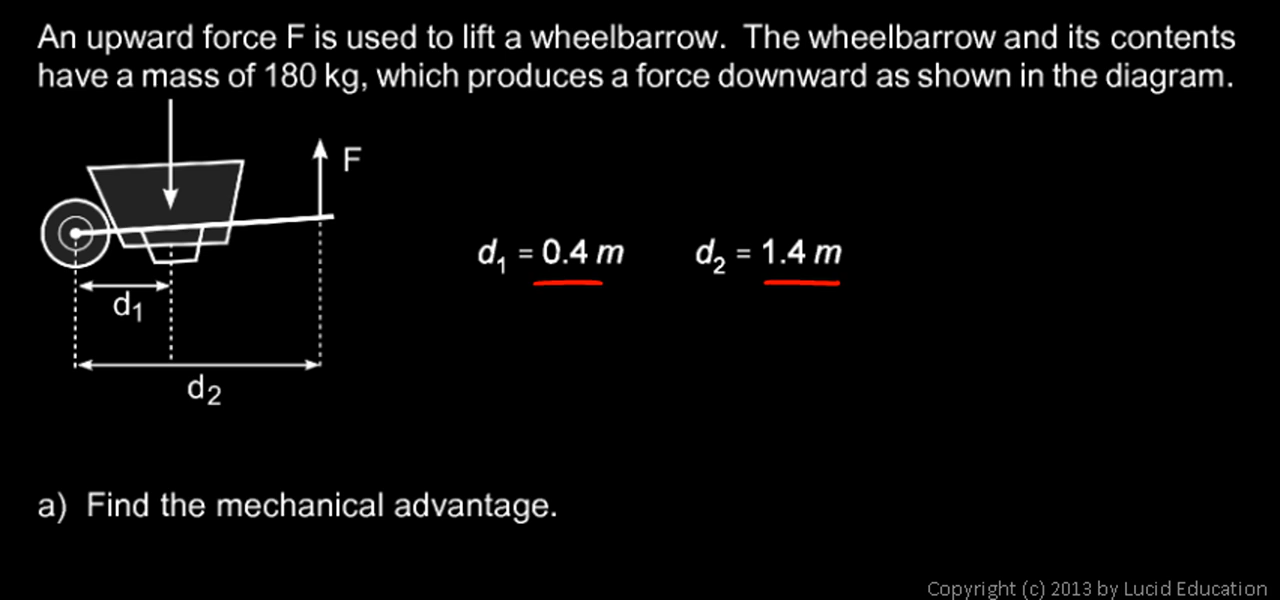 An upward force F is used to lift a wheelbarrow. The wheelbarrow and its contents
have a mass of 180 kg, which produces a force downward as shown in the diagram.
F
d₁ = 0.4 m d₂ = 1.4 m
d₁
d₂
a) Find the mechanical advantage.
Copyright (c) 2013 by Lucid Education